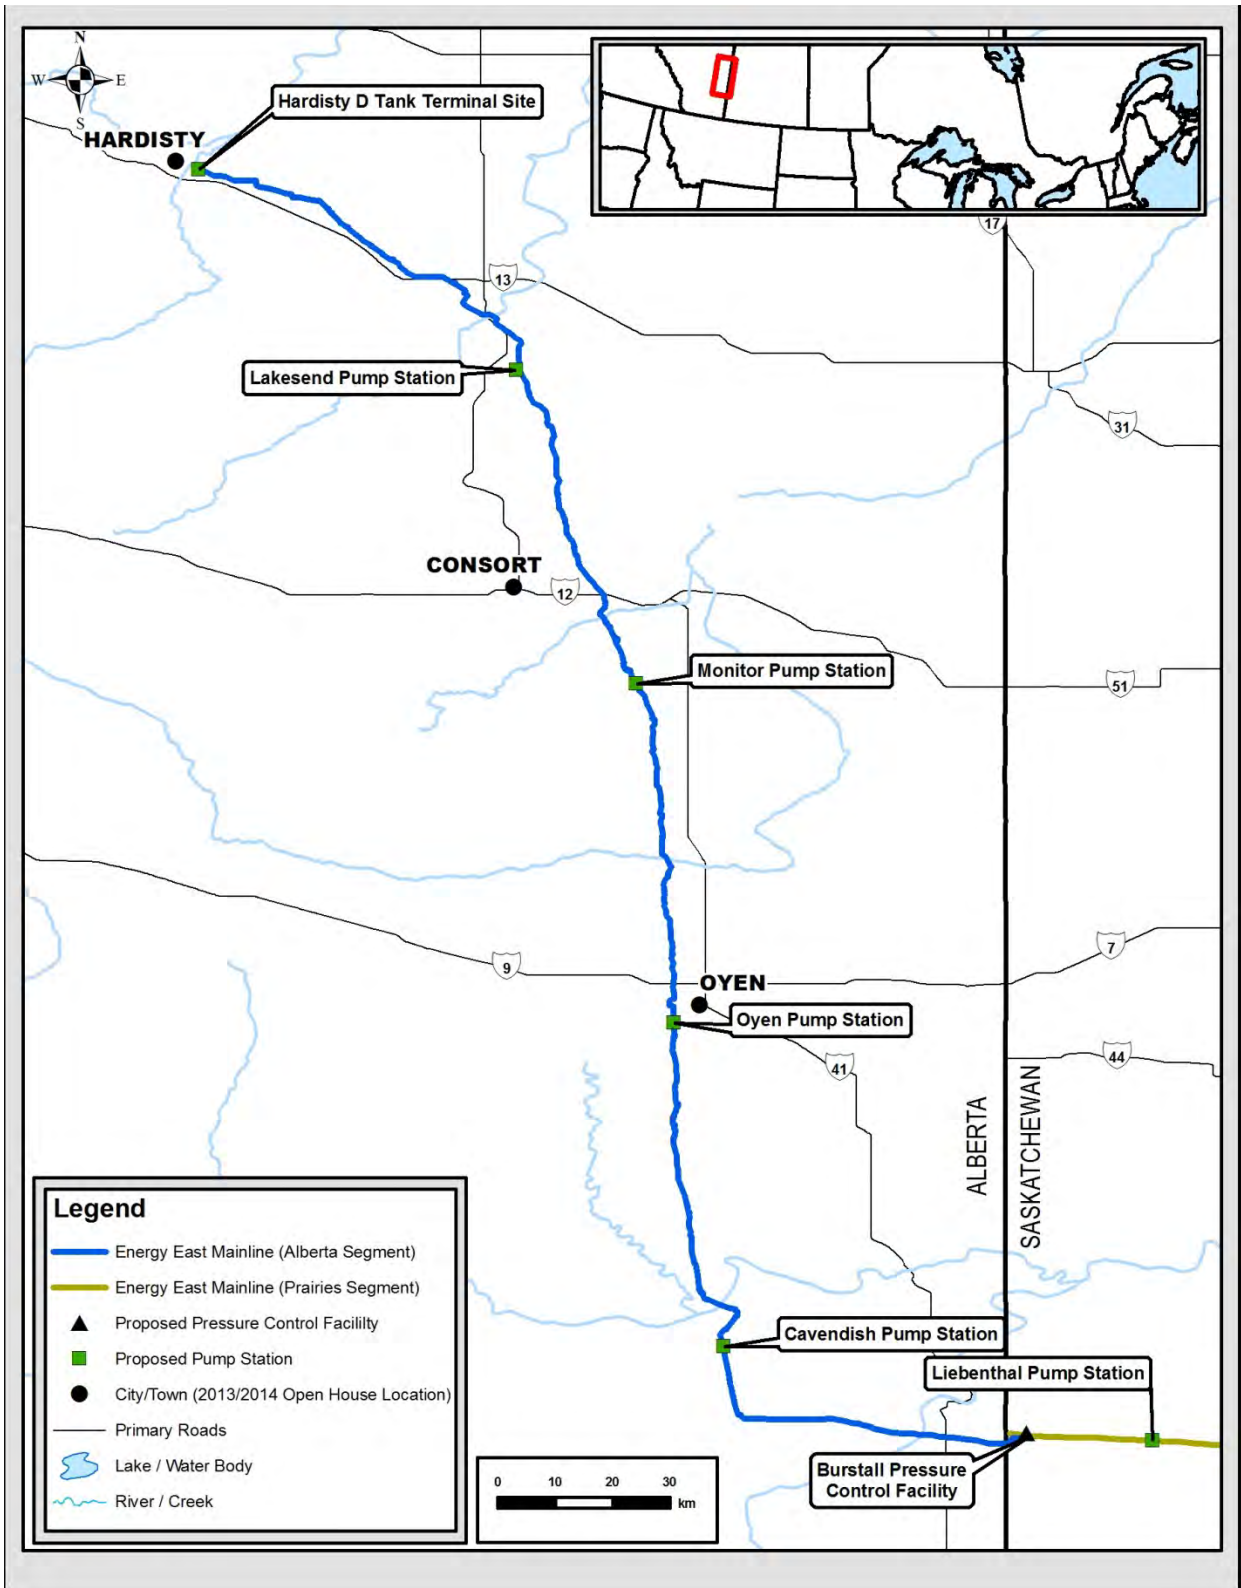 N
W
E
S
Hardisty D Tank Terminal Site
HARDISTY
17
13
Lakesend Pump Station
31
CONSORT
12
Monitor Pump Station
51
9
7
OYEN
Oyen Pump Station
41
44
ALBERTA
SASKATCHEWAN
Cavendish Pump Station
Liebenthal Pump Station
Burstall Pressure
Control Facility
Legend
Energy East Mainline (Alberta Segment)
Energy East Mainline (Prairies Segment)
Proposed Pressure Control Facililty
Proposed Pump Station
City/Town (2013/2014 Open House Location)
Primary Roads
Lake / Water Body
River / Creek
0 10 20 30
km